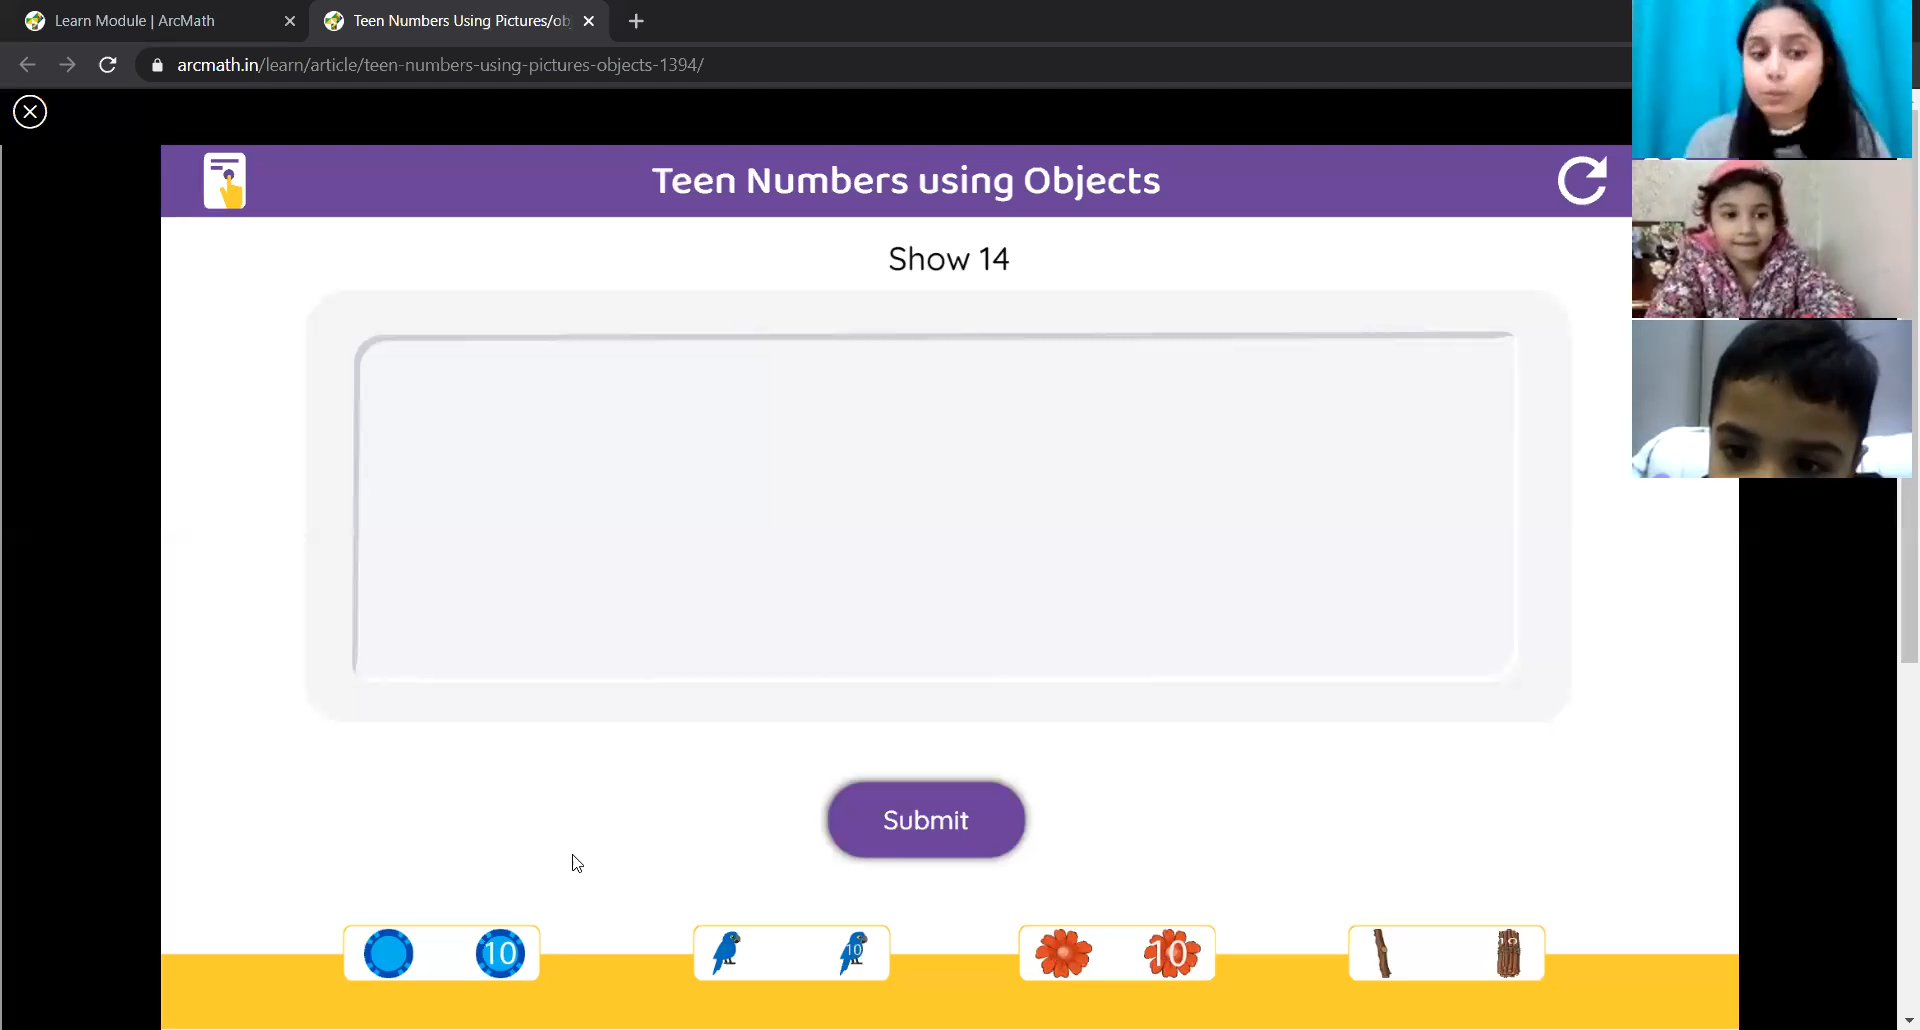 Learn Module | ArcMath
Teen Numbers Using Pictures/ob
arcmath.in/learn/article/teen-numbers-using-pictures-objects-1394/
Teen Numbers using Objects
Show 14
Submit
10
10
10
10